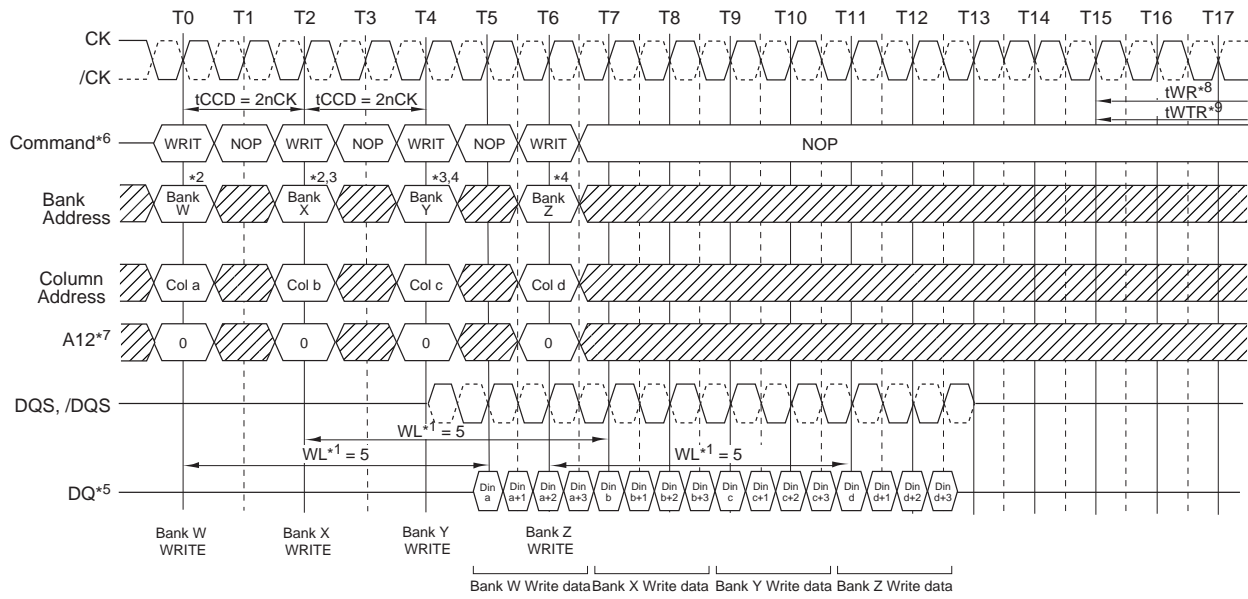 T0 T1 T2 T3 T4 T5 T6 T7 T8 T9 T10 T11 T12 T13 T14 T15 T16 T17
CK
/CK
tCCD = 2nCK tCCD = 2nCK
tWR*8
tWTR*9
Command*6 WRIT NOP WRIT NOP WRIT NOP WRIT NOP
*2 *2,3 *3,4 *4
Bank Address
Bank W Bank X Bank Y Bank Z
Column Address
Col a Col b Col c Col d
A12*7 0 0 0 0
DQS, /DQS
WL*1 = 5
WL*1 = 5 WL*1 = 5
DQ*5
Din a Din a+1 Din a+2 Din a+3 Din b Din b+1 Din b+2 Din b+3 Din c Din c+1 Din c+2 Din c+3 Din d Din d+1 Din d+2 Din d+3
Bank W WRITE Bank X WRITE Bank Y WRITE Bank Z WRITE
Bank W Write data Bank X Write data Bank Y Write data Bank Z Write data